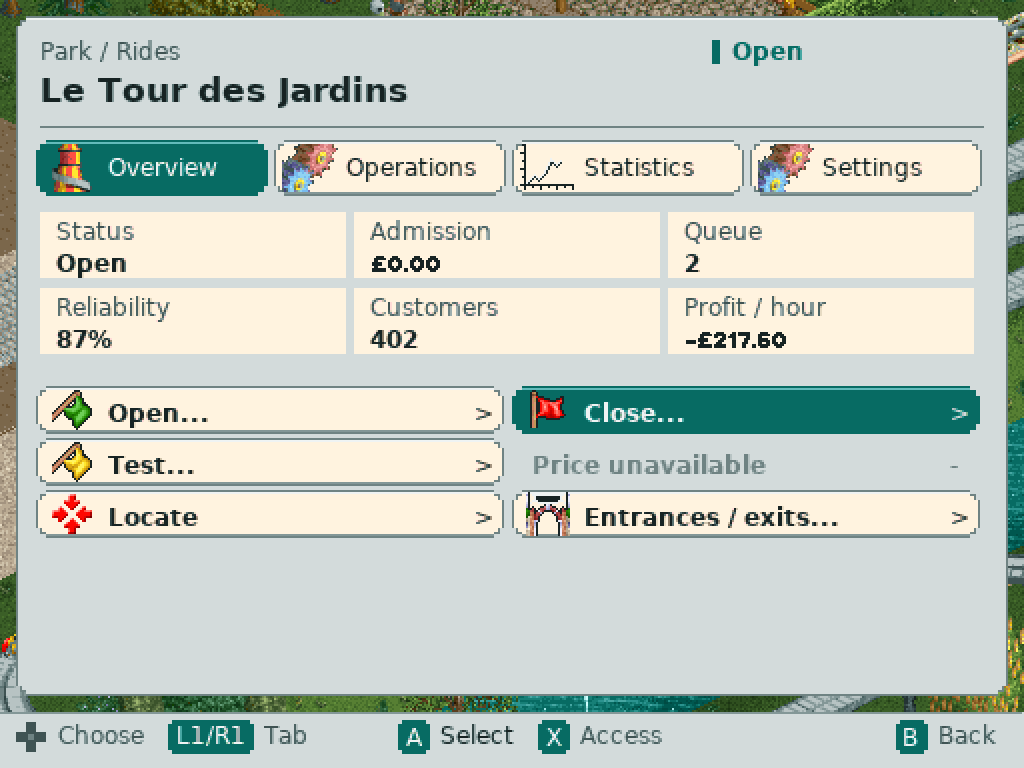 Park / Rides
Open
Le Tour des Jardins
Overview
Operations
Statistics
Settings
Status
Open
Admission
£0.00
Queue
2
Reliability
87%
Customers
402
Profit / hour
-£217.60
Open... >
Close... >
Test... >
Price unavailable -
Locate >
Entrances / exits... >
Choose L1/R1 Tab A Select X Access B Back